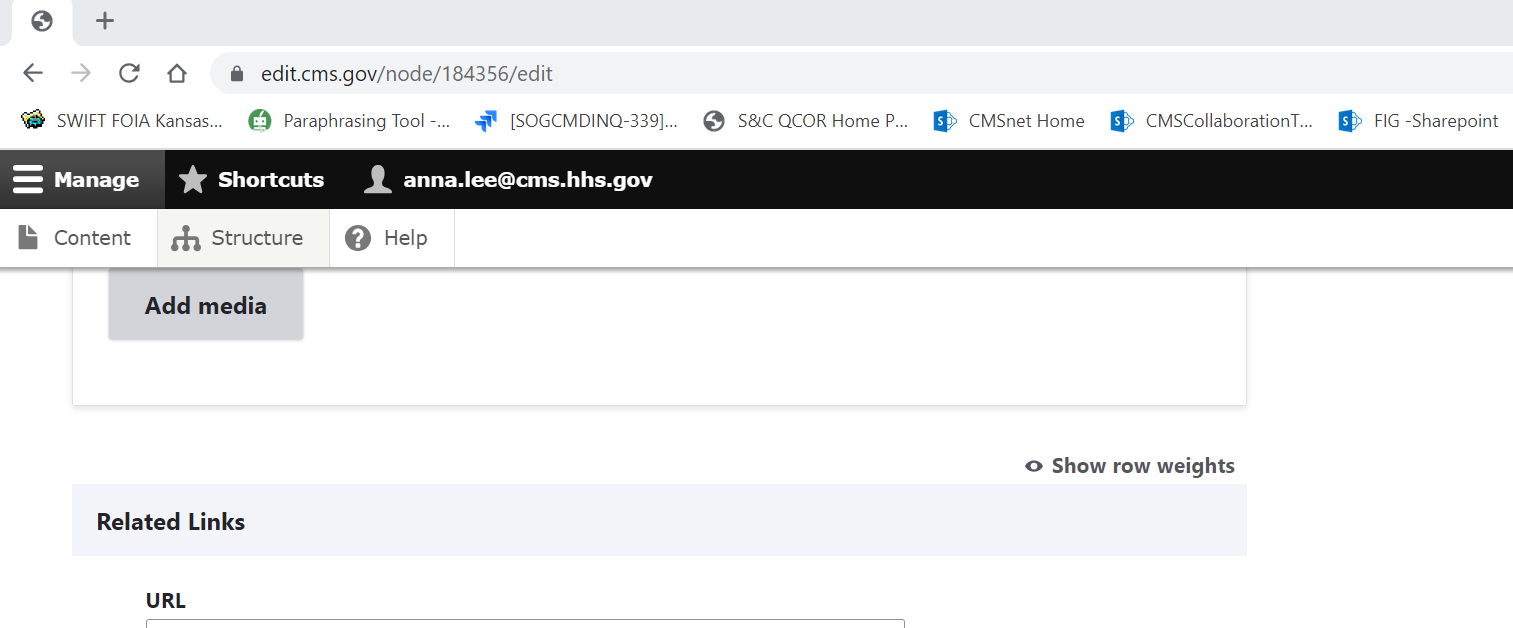 edit.cms.gov/node/184356/edit
SWIFT FOIA Kansas... Paraphrasing Tool -... [SOGCMDINQ-339]... S&C QCOR Home P... CMSnet Home CMSCollaborationT... FIG -Sharepoint
Manage Shortcuts anna.lee@cms.hhs.gov
Content Structure Help
Add media
Show row weights
Related Links
URL